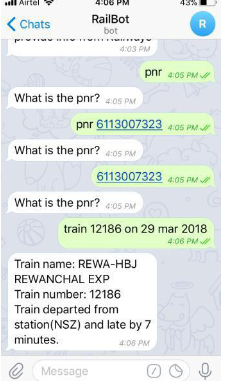 Airtel 4:06 PM 43%
Chats RailBot R
bot
4:03 PM
pnr 4:05 PM
What is the pnr? 4:05 PM
pnr 6113007323 4:05 PM
What is the pnr? 4:05 PM
6113007323 4:05 PM
What is the pnr? 4:05 PM
train 12186 on 29 mar 2018
4:06 PM
Train name: REWA-HBJ
REWANCHAL EXP
Train number: 12186
Train departed from
station(NSZ) and late by 7
minutes. 4:06 PM
Message